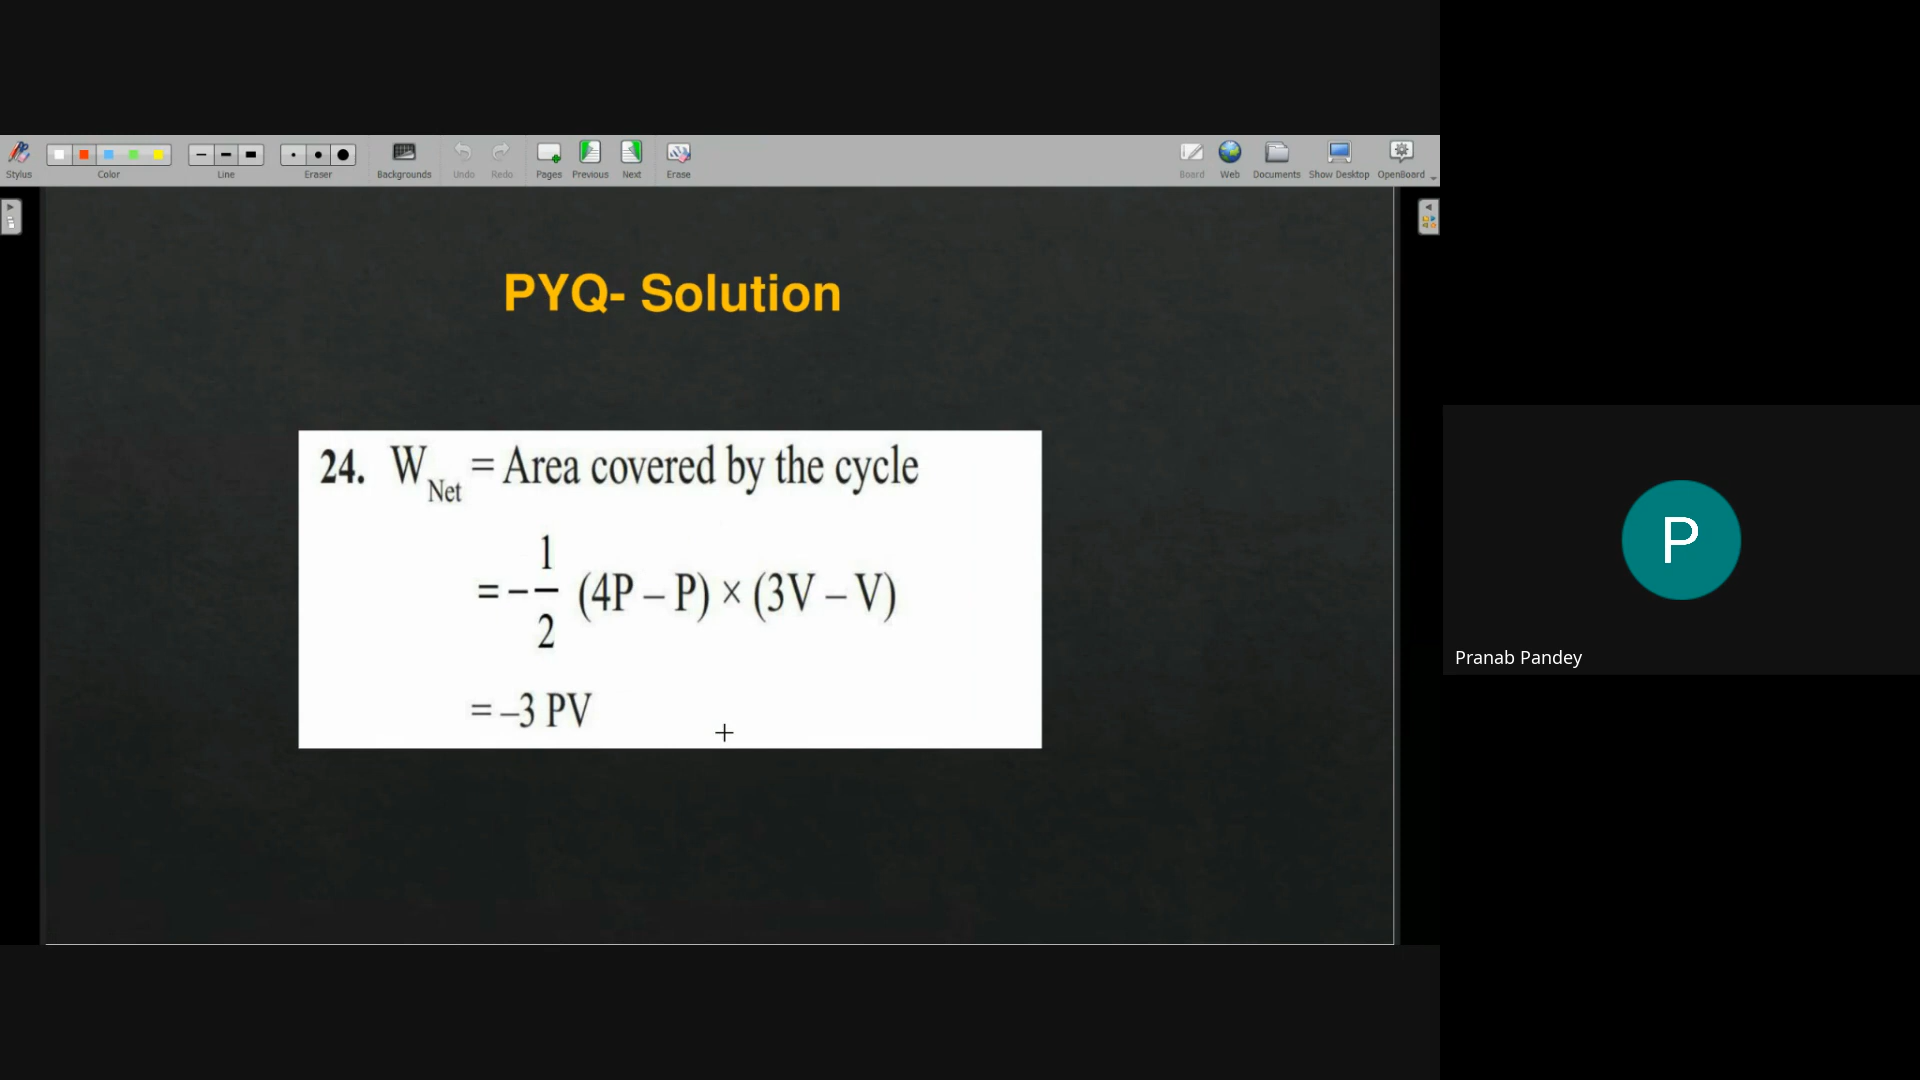 Stylus
Color
Line
Eraser
Backgrounds
Undo
Redo
Pages
Previous
Next
Erase
Board
Web
Documents
Show Desktop
OpenBoard
PYQ- Solution
24. W_Net = Area covered by the cycle
= -1/2 (4P – P) × (3V – V)
= –3 PV
P
Pranab Pandey